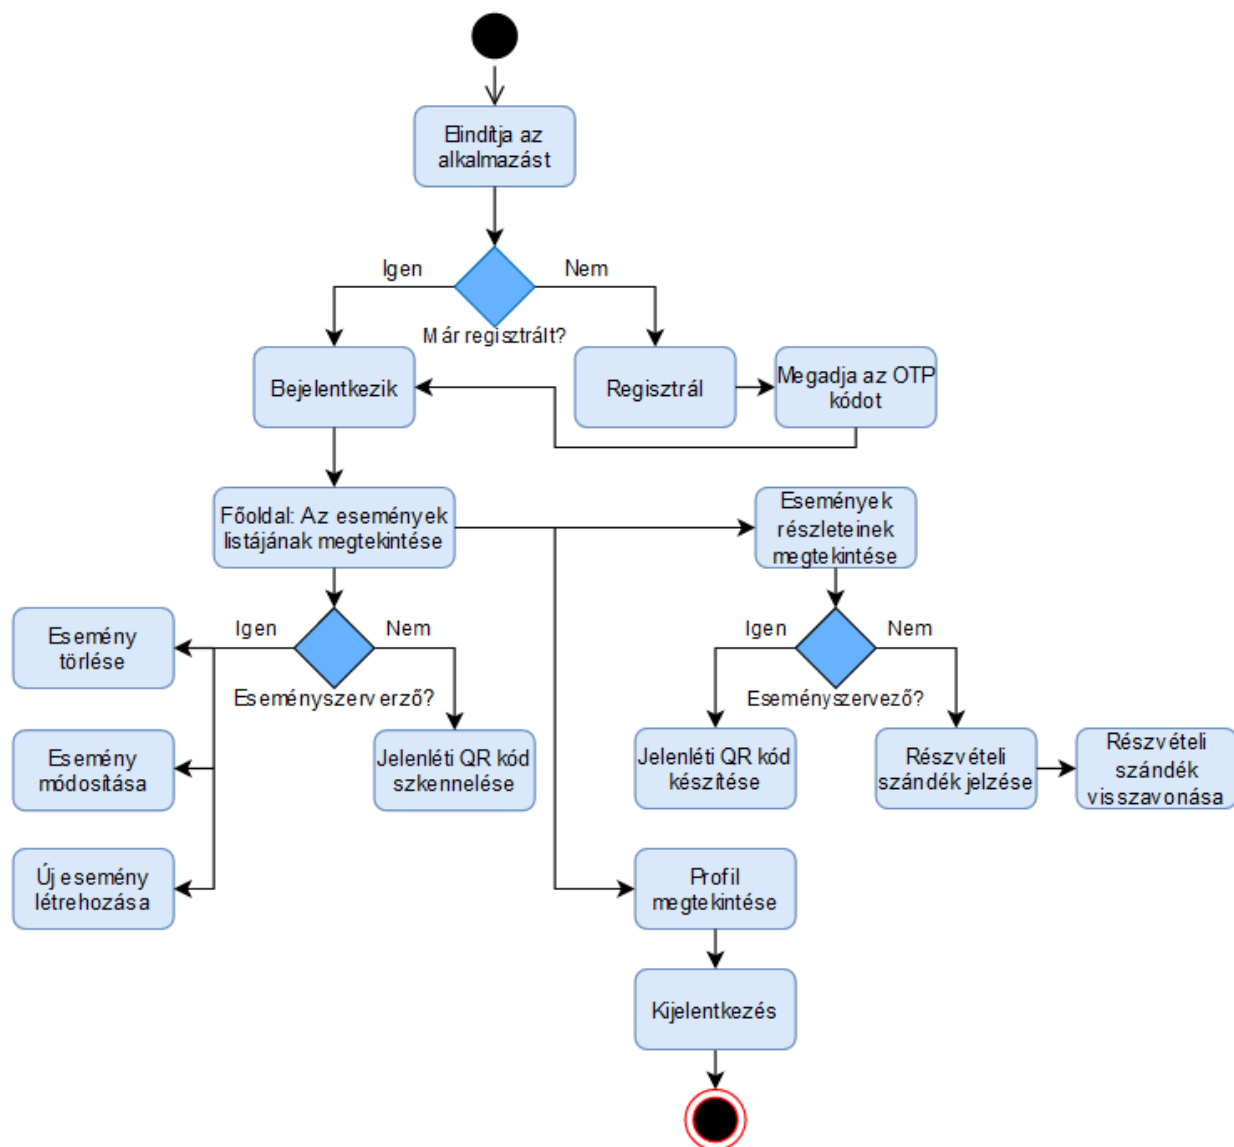 Elindítja az
alkalmazást
Igen
Nem
Már regisztrált?
Bejelentkezik
Regisztrál
Megadja az OTP
kódot
Főoldal: Az események
listájának megtekintése
Események
részleteinek
megtekintése
Esemény
törlése
Igen
Nem
Eseményszerverző?
Igen
Nem
Eseményszervező?
Esemény
módosítása
Jelenléti QR kód
szkennelése
Jelenléti QR kód
készítése
Részvételi
szándék jelzése
Részvételi
szándék
visszavonása
Új esemény
létrehozása
Profil
megtekintése
Kijelentkezés